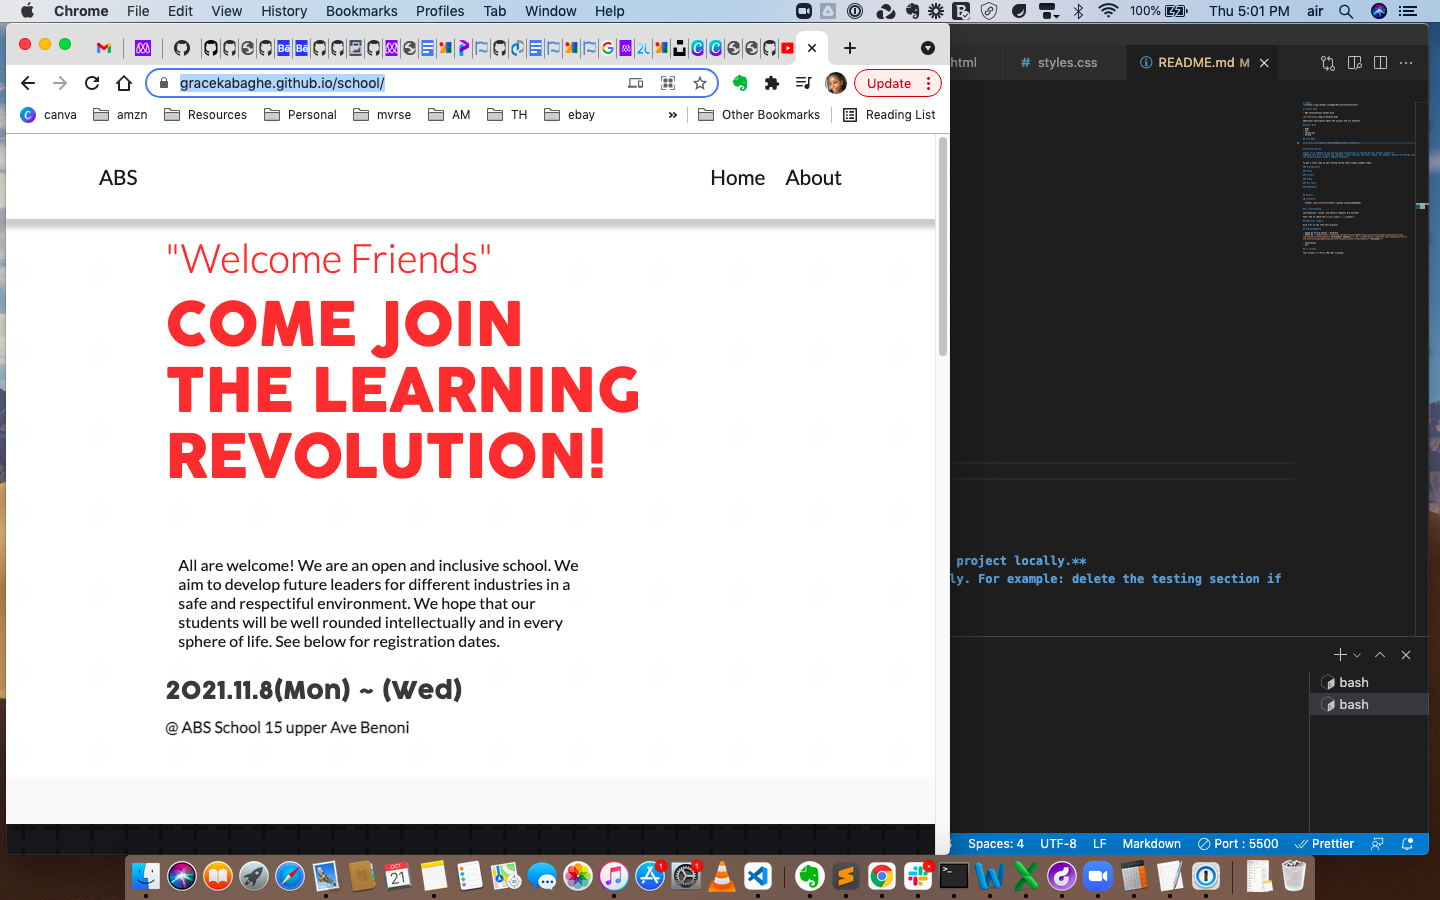 Chrome File Edit View History Bookmarks Profiles Tab Window Help
100% Thu 5:01 PM air
gracekabaghe.github.io/school/
Update
canva amzn Resources Personal mvrse AM TH ebay » Other Bookmarks Reading List
html # styles.css README.md M
ABS
Home About
"Welcome Friends"
COME JOIN
THE LEARNING
REVOLUTION!
All are welcome! We are an open and inclusive school. We
aim to develop future leaders for different industries in a
safe and respectiful environment. We hope that our
students will be well rounded intellectually and in every
sphere of life. See below for registration dates.
2021.11.8(Mon) ~ (Wed)
@ ABS School 15 upper Ave Benoni
project locally.**
ly. For example: delete the testing section if
bash
bash
Spaces: 4 UTF-8 LF Markdown Port : 5500 Prettier
OCT
21
1
1